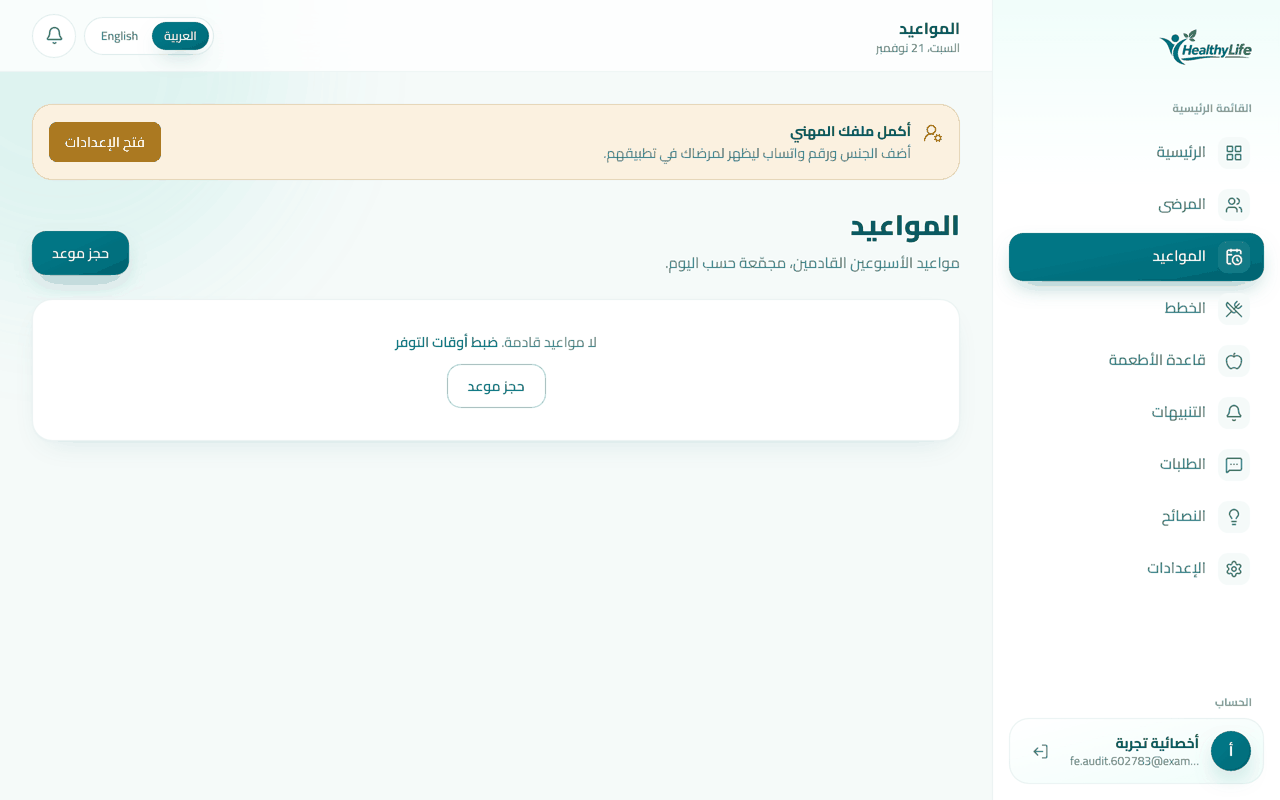 HealthyLife
القائمة الرئيسية
الرئيسية
المرضى
المواعيد
الخطط
قاعدة الأطعمة
التنبيهات
الطلبات
النصائح
الإعدادات
الحساب
أ
أخصائية تجربة
fe.audit.602783@exam...
المواعيد
السبت، 21 نوفمبر
العربية
English
أكمل ملفك المهني
أضف الجنس ورقم واتساب ليظهر لمرضاك في تطبيقهم.
فتح الإعدادات
المواعيد
مواعيد الأسبوعين القادمين، مجمّعة حسب اليوم.
حجز موعد
لا مواعيد قادمة. ضبط أوقات التوفر
حجز موعد